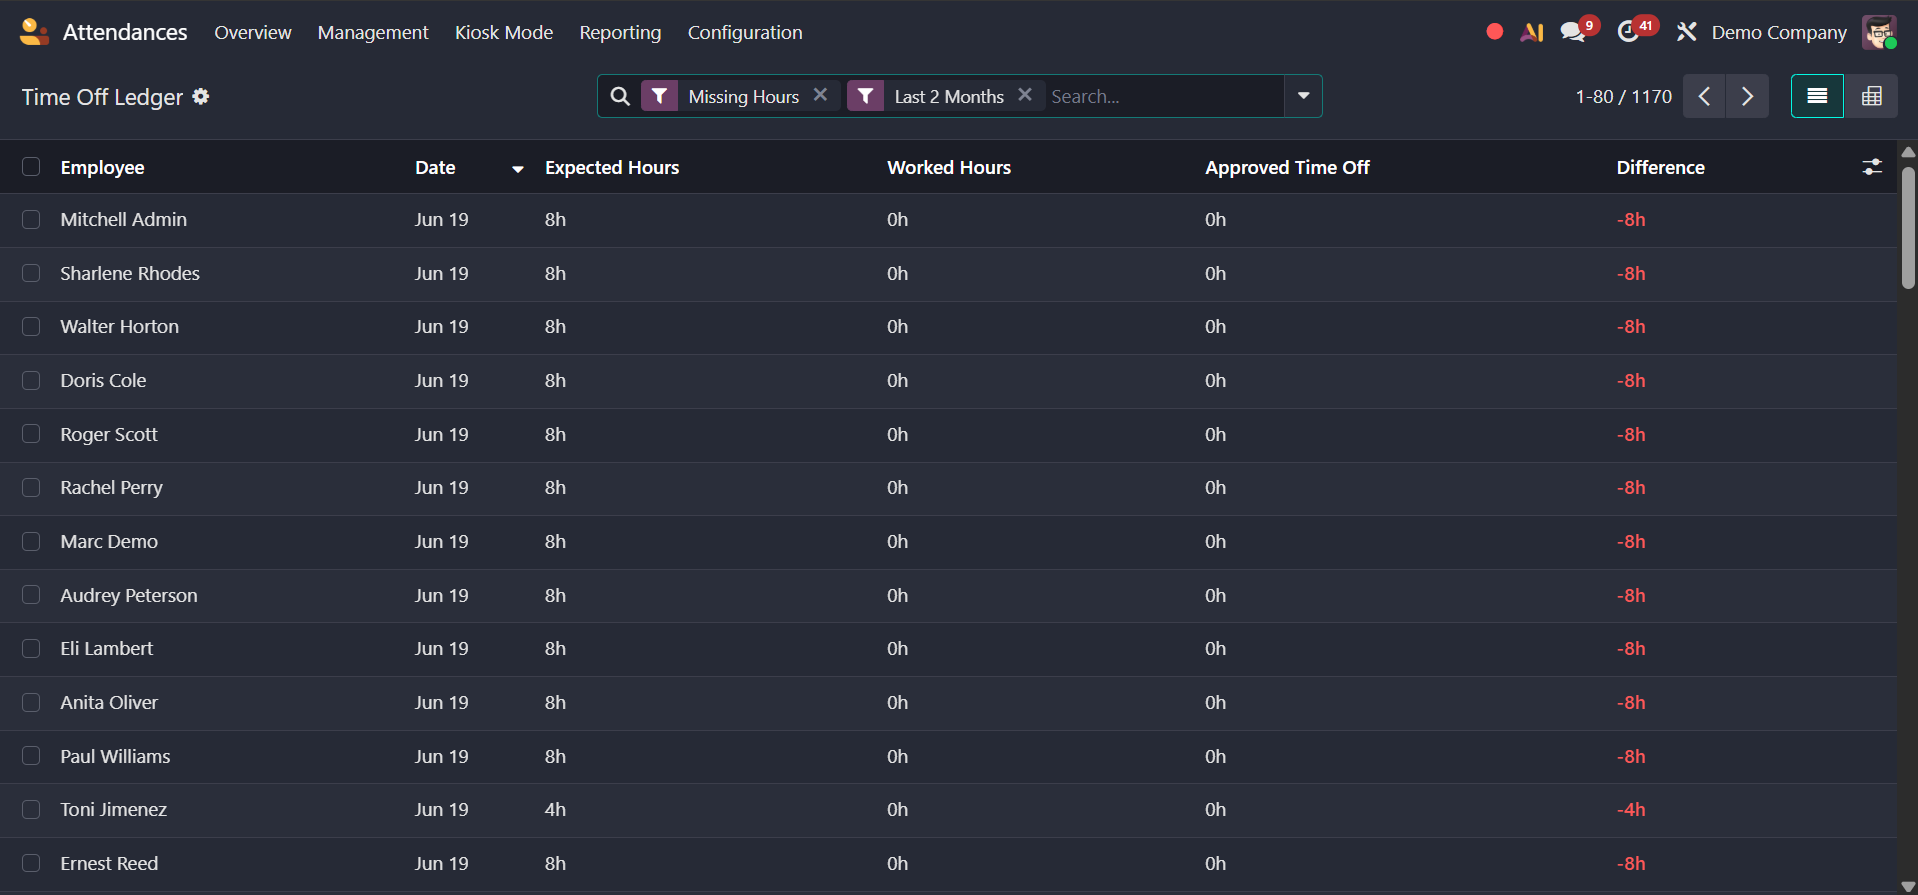 Attendances Overview Management Kiosk Mode Reporting Configuration AI 9 41 Demo Company
Time Off Ledger Missing Hours Last 2 Months Search... 1-80 / 1170
Employee Date Expected Hours Worked Hours Approved Time Off Difference
Mitchell Admin Jun 19 8h 0h 0h -8h
Sharlene Rhodes Jun 19 8h 0h 0h -8h
Walter Horton Jun 19 8h 0h 0h -8h
Doris Cole Jun 19 8h 0h 0h -8h
Roger Scott Jun 19 8h 0h 0h -8h
Rachel Perry Jun 19 8h 0h 0h -8h
Marc Demo Jun 19 8h 0h 0h -8h
Audrey Peterson Jun 19 8h 0h 0h -8h
Eli Lambert Jun 19 8h 0h 0h -8h
Anita Oliver Jun 19 8h 0h 0h -8h
Paul Williams Jun 19 8h 0h 0h -8h
Toni Jimenez Jun 19 4h 0h 0h -4h
Ernest Reed Jun 19 8h 0h 0h -8h